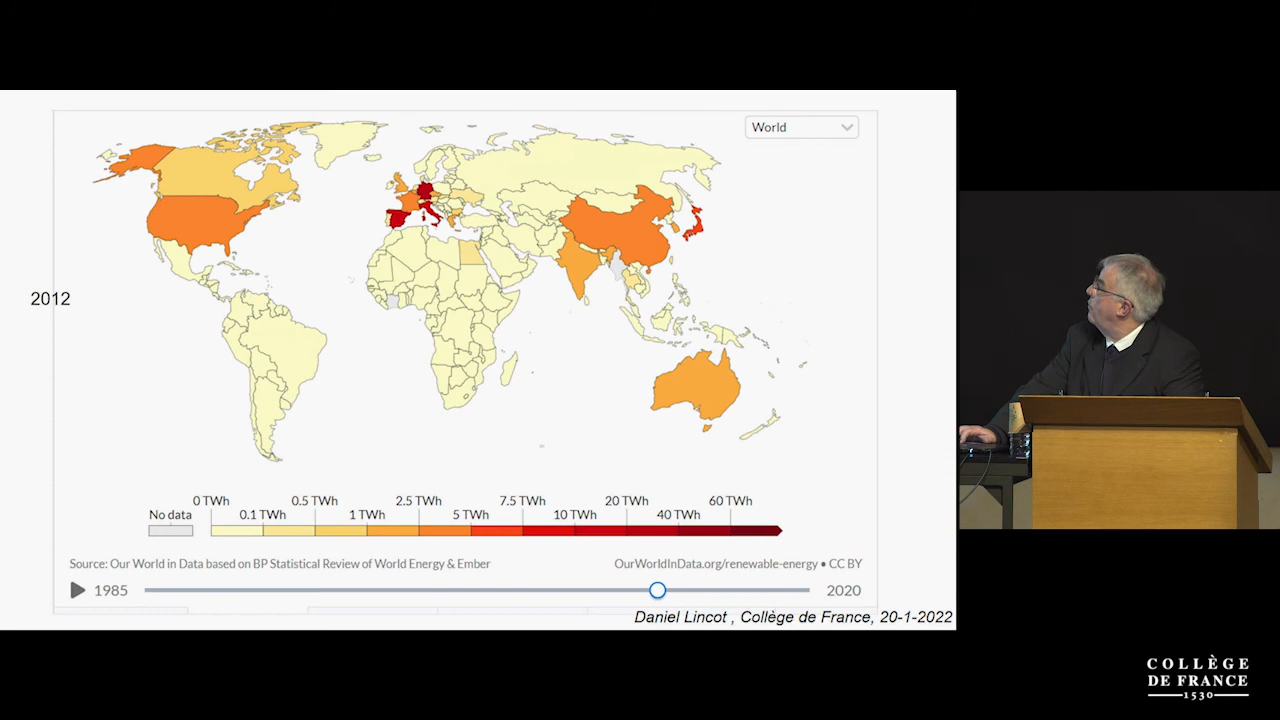 World
2012
0 TWh 0.5 TWh 2.5 TWh 7.5 TWh 20 TWh 60 TWh
No data 0.1 TWh 1 TWh 5 TWh 10 TWh 40 TWh
Source: Our World in Data based on BP Statistical Review of World Energy & Ember OurWorldInData.org/renewable-energy • CC BY
1985 2020
Daniel Lincot , Collège de France, 20-1-2022
COLLÈGE
DE FRANCE
1530